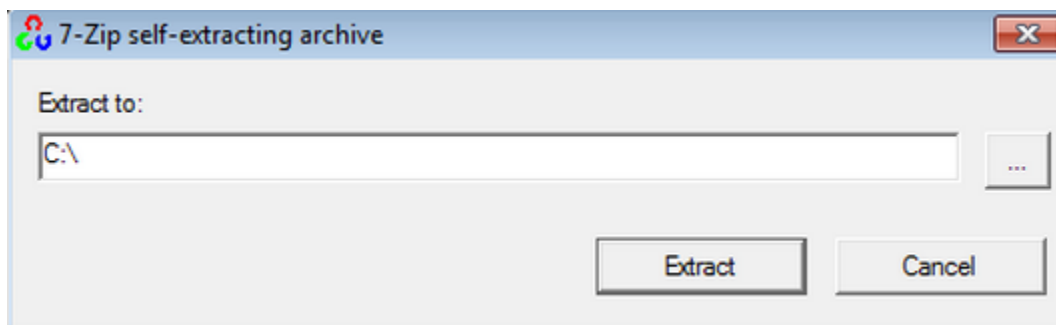 7-Zip self-extracting archive
Extract to:
C:\
...
Extract
Cancel